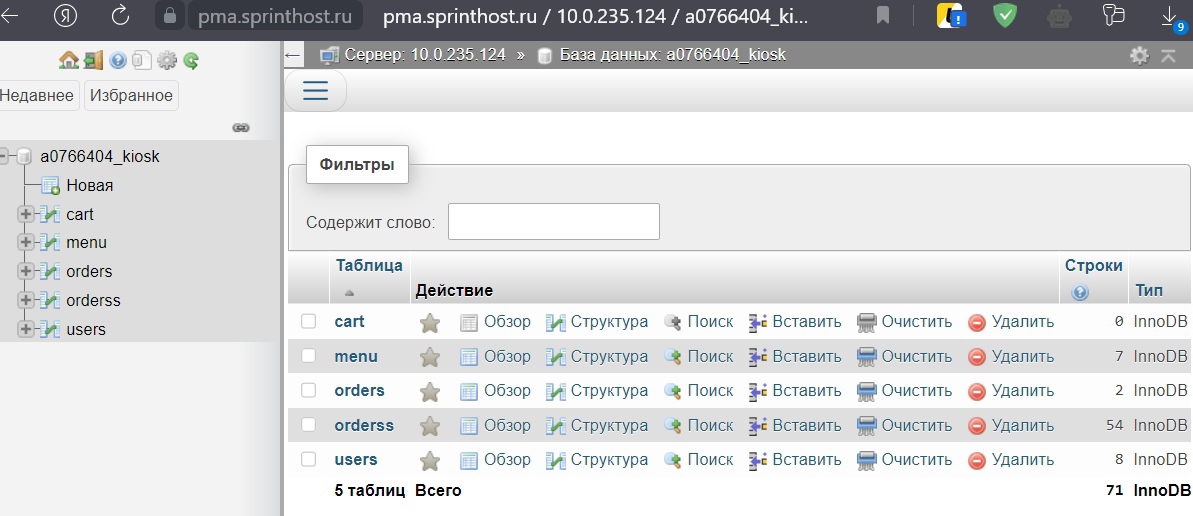 pma.sprinthost.ru pma.sprinthost.ru / 10.0.235.124 / a0766404_ki...
9
← Сервер: 10.0.235.124 » База данных: a0766404_kiosk
Недавнее Избранное
a0766404_kiosk
Новая
cart
menu
orders
orderss
users
Фильтры
Содержит слово:
Таблица Действие Строки Тип
cart Обзор Структура Поиск Вставить Очистить Удалить 0 InnoDB
menu Обзор Структура Поиск Вставить Очистить Удалить 7 InnoDB
orders Обзор Структура Поиск Вставить Очистить Удалить 2 InnoDB
orderss Обзор Структура Поиск Вставить Очистить Удалить 54 InnoDB
users Обзор Структура Поиск Вставить Очистить Удалить 8 InnoDB
5 таблиц Всего 71 InnoDB